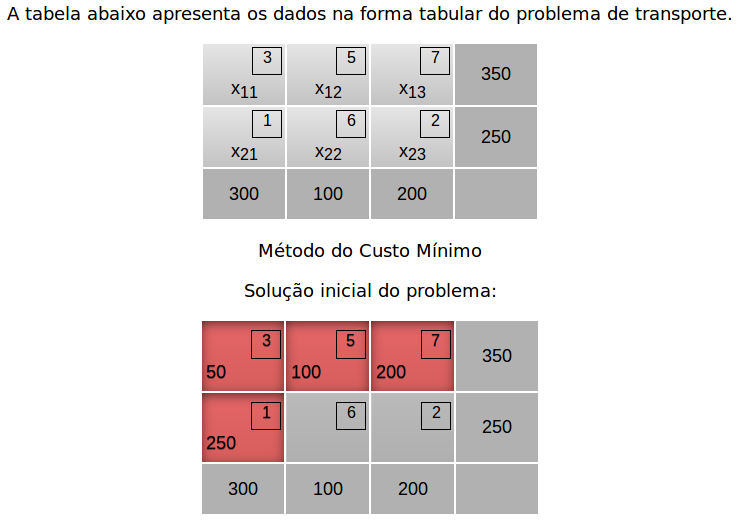 A tabela abaixo apresenta os dados na forma tabular do problema de transporte.
3 5 7
x11 x12 x13 350
1 6 2
x21 x22 x23 250
300 100 200
Método do Custo Mínimo
Solução inicial do problema:
3 5 7
50 100 200 350
1 6 2
250 250
300 100 200